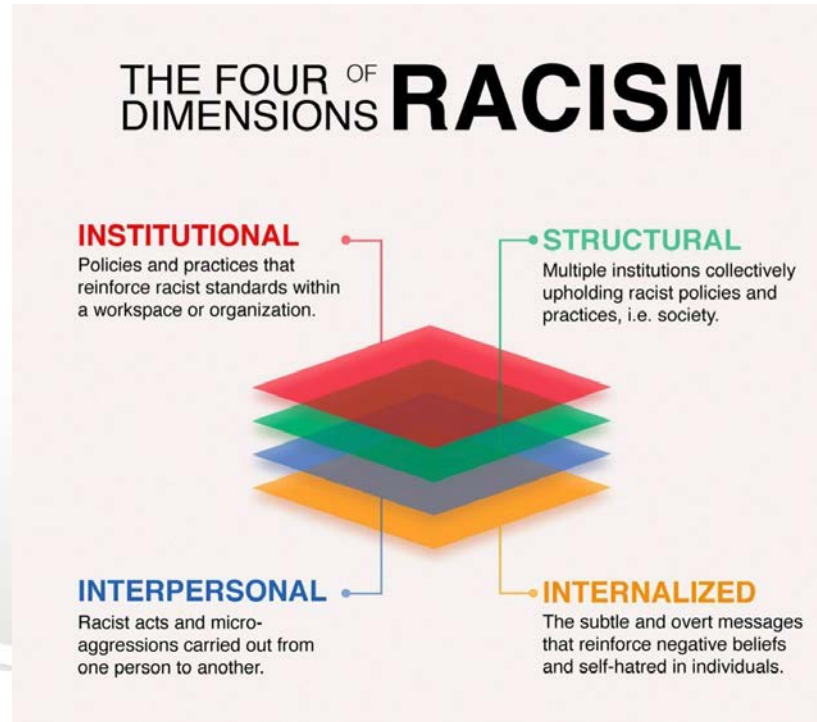 THE FOUR OF
DIMENSIONS RACISM
INSTITUTIONAL
Policies and practices that
reinforce racist standards within
a workspace or organization.
STRUCTURAL
Multiple institutions collectively
upholding racist policies and
practices, i.e. society.
INTERPERSONAL
Racist acts and micro-
aggressions carried out from
one person to another.
INTERNALIZED
The subtle and overt messages
that reinforce negative beliefs
and self-hatred in individuals.